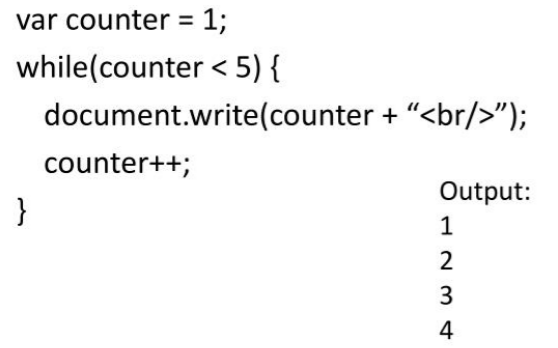 var counter = 1;
while(counter < 5) {
document.write(counter + “<br/>”);
counter++;
}
Output:
1
2
3
4